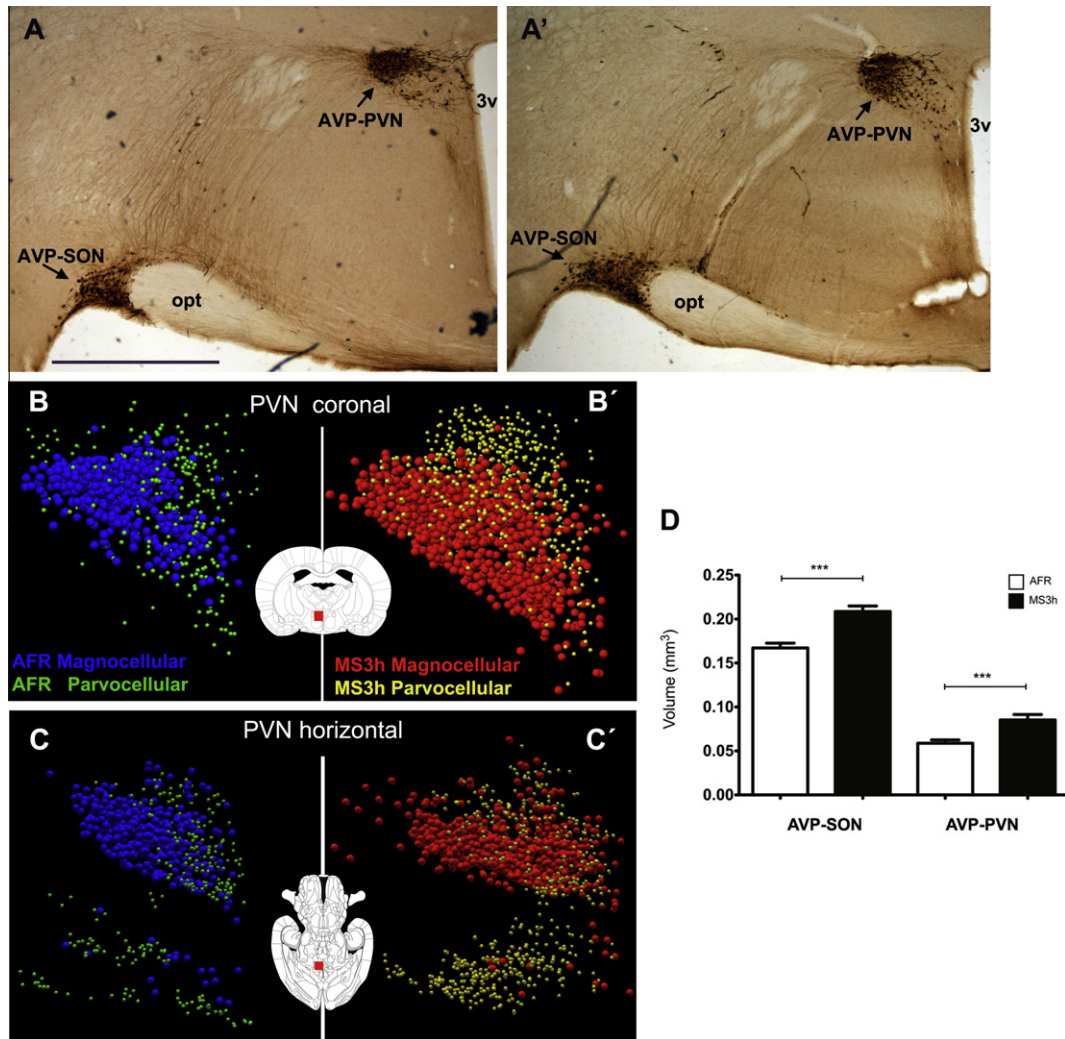 A
AVP-PVN
3v
AVP-SON
opt
A'
AVP-PVN
3v
AVP-SON
opt
B
PVN coronal
B´
AFR Magnocellular
AFR Parvocellular
MS3h Magnocellular
MS3h Parvocellular
C
PVN horizontal
C´
D
Volume (mm³)
0.25
0.20
0.15
0.10
0.05
0.00
***
***
AFR
MS3h
AVP-SON
AVP-PVN